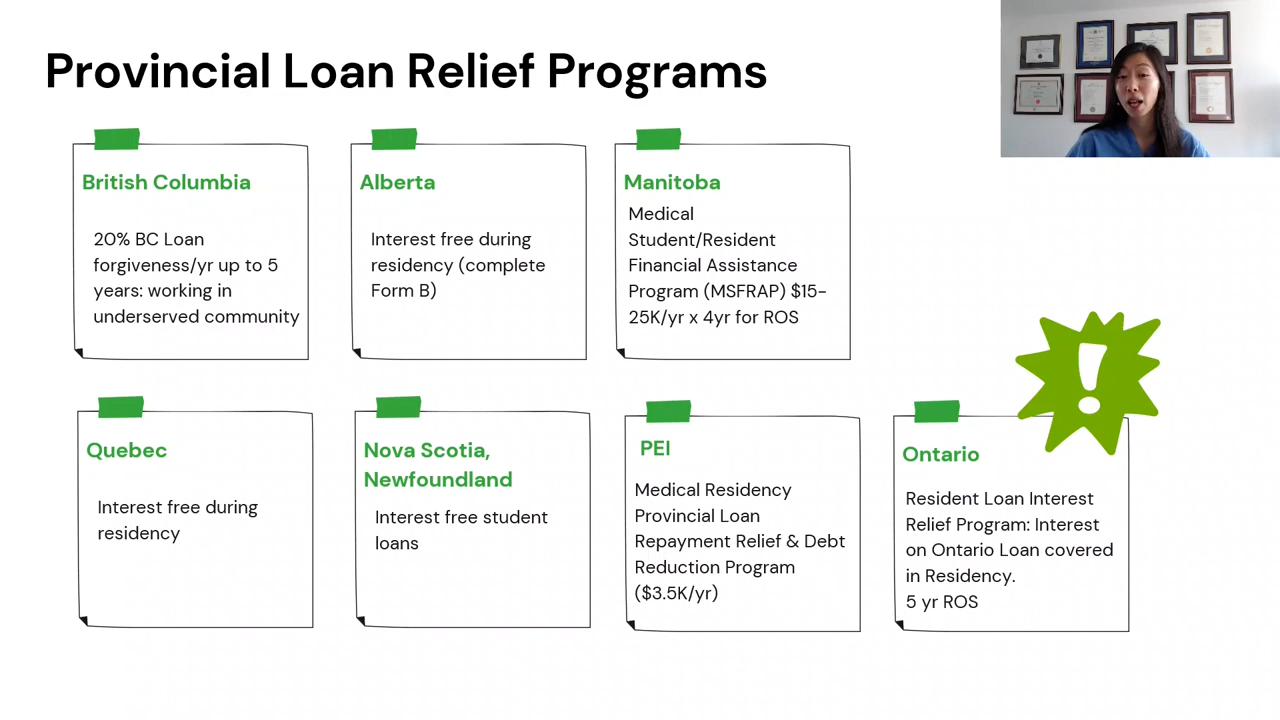 Provincial Loan Relief Programs
British Columbia
20% BC Loan
forgiveness/yr up to 5
years: working in
underserved community
Alberta
Interest free during
residency (complete
Form B)
Manitoba
Medical
Student/Resident
Financial Assistance
Program (MSFRAP) $15-
25K/yr x 4yr for ROS
Quebec
Interest free during
residency
Nova Scotia,
Newfoundland
Interest free student
loans
PEI
Medical Residency
Provincial Loan
Repayment Relief & Debt
Reduction Program
($3.5K/yr)
Ontario
Resident Loan Interest
Relief Program: Interest
on Ontario Loan covered
in Residency.
5 yr ROS